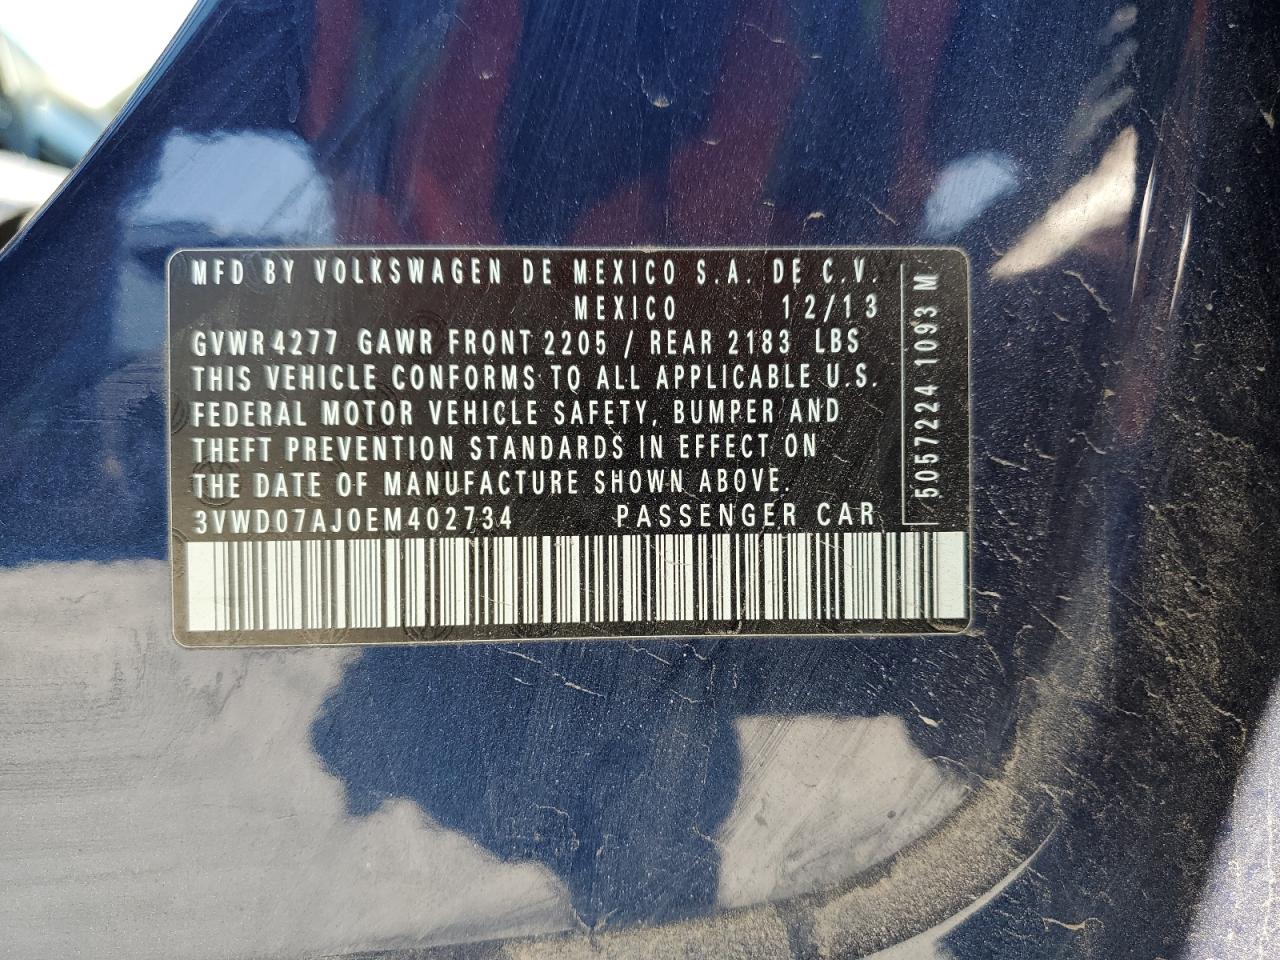 MFD BY VOLKSWAGEN DE MEXICO S.A. DE C.V.
MEXICO 12/13
GVWR 4277 GAWR FRONT 2205 / REAR 2183 LBS
THIS VEHICLE CONFORMS TO ALL APPLICABLE U.S.
FEDERAL MOTOR VEHICLE SAFETY, BUMPER AND
THEFT PREVENTION STANDARDS IN EFFECT ON
THE DATE OF MANUFACTURE SHOWN ABOVE.
3VWD07AJ0EM402734 PASSENGER CAR
5057224 1093 M